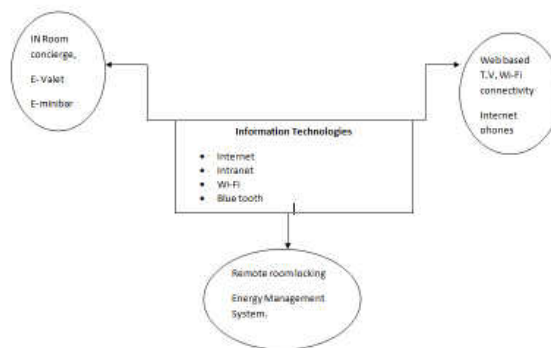 IN Room
concierge,
E- Valet
E-minibar
Web based
T.V, Wi-Fi
connectivity
Internet
phones
Information Technologies
• Internet
• Intranet
• Wi-Fi
• Blue tooth
Remote room locking
Energy Management
System.